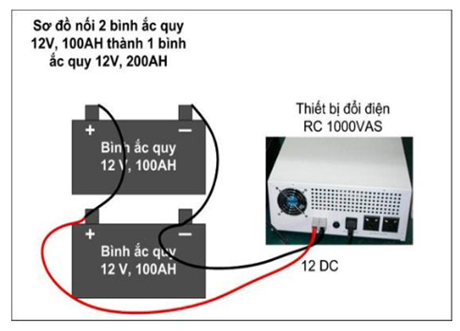 Sơ đồ nối 2 bình ắc quy
12V, 100AH thành 1 bình
ắc quy 12V, 200AH
Thiết bị đổi điện
RC 1000VAS
+ −
Bình ắc quy
12 V, 100AH
+ −
Bình ắc quy
12 V, 100AH
12 DC